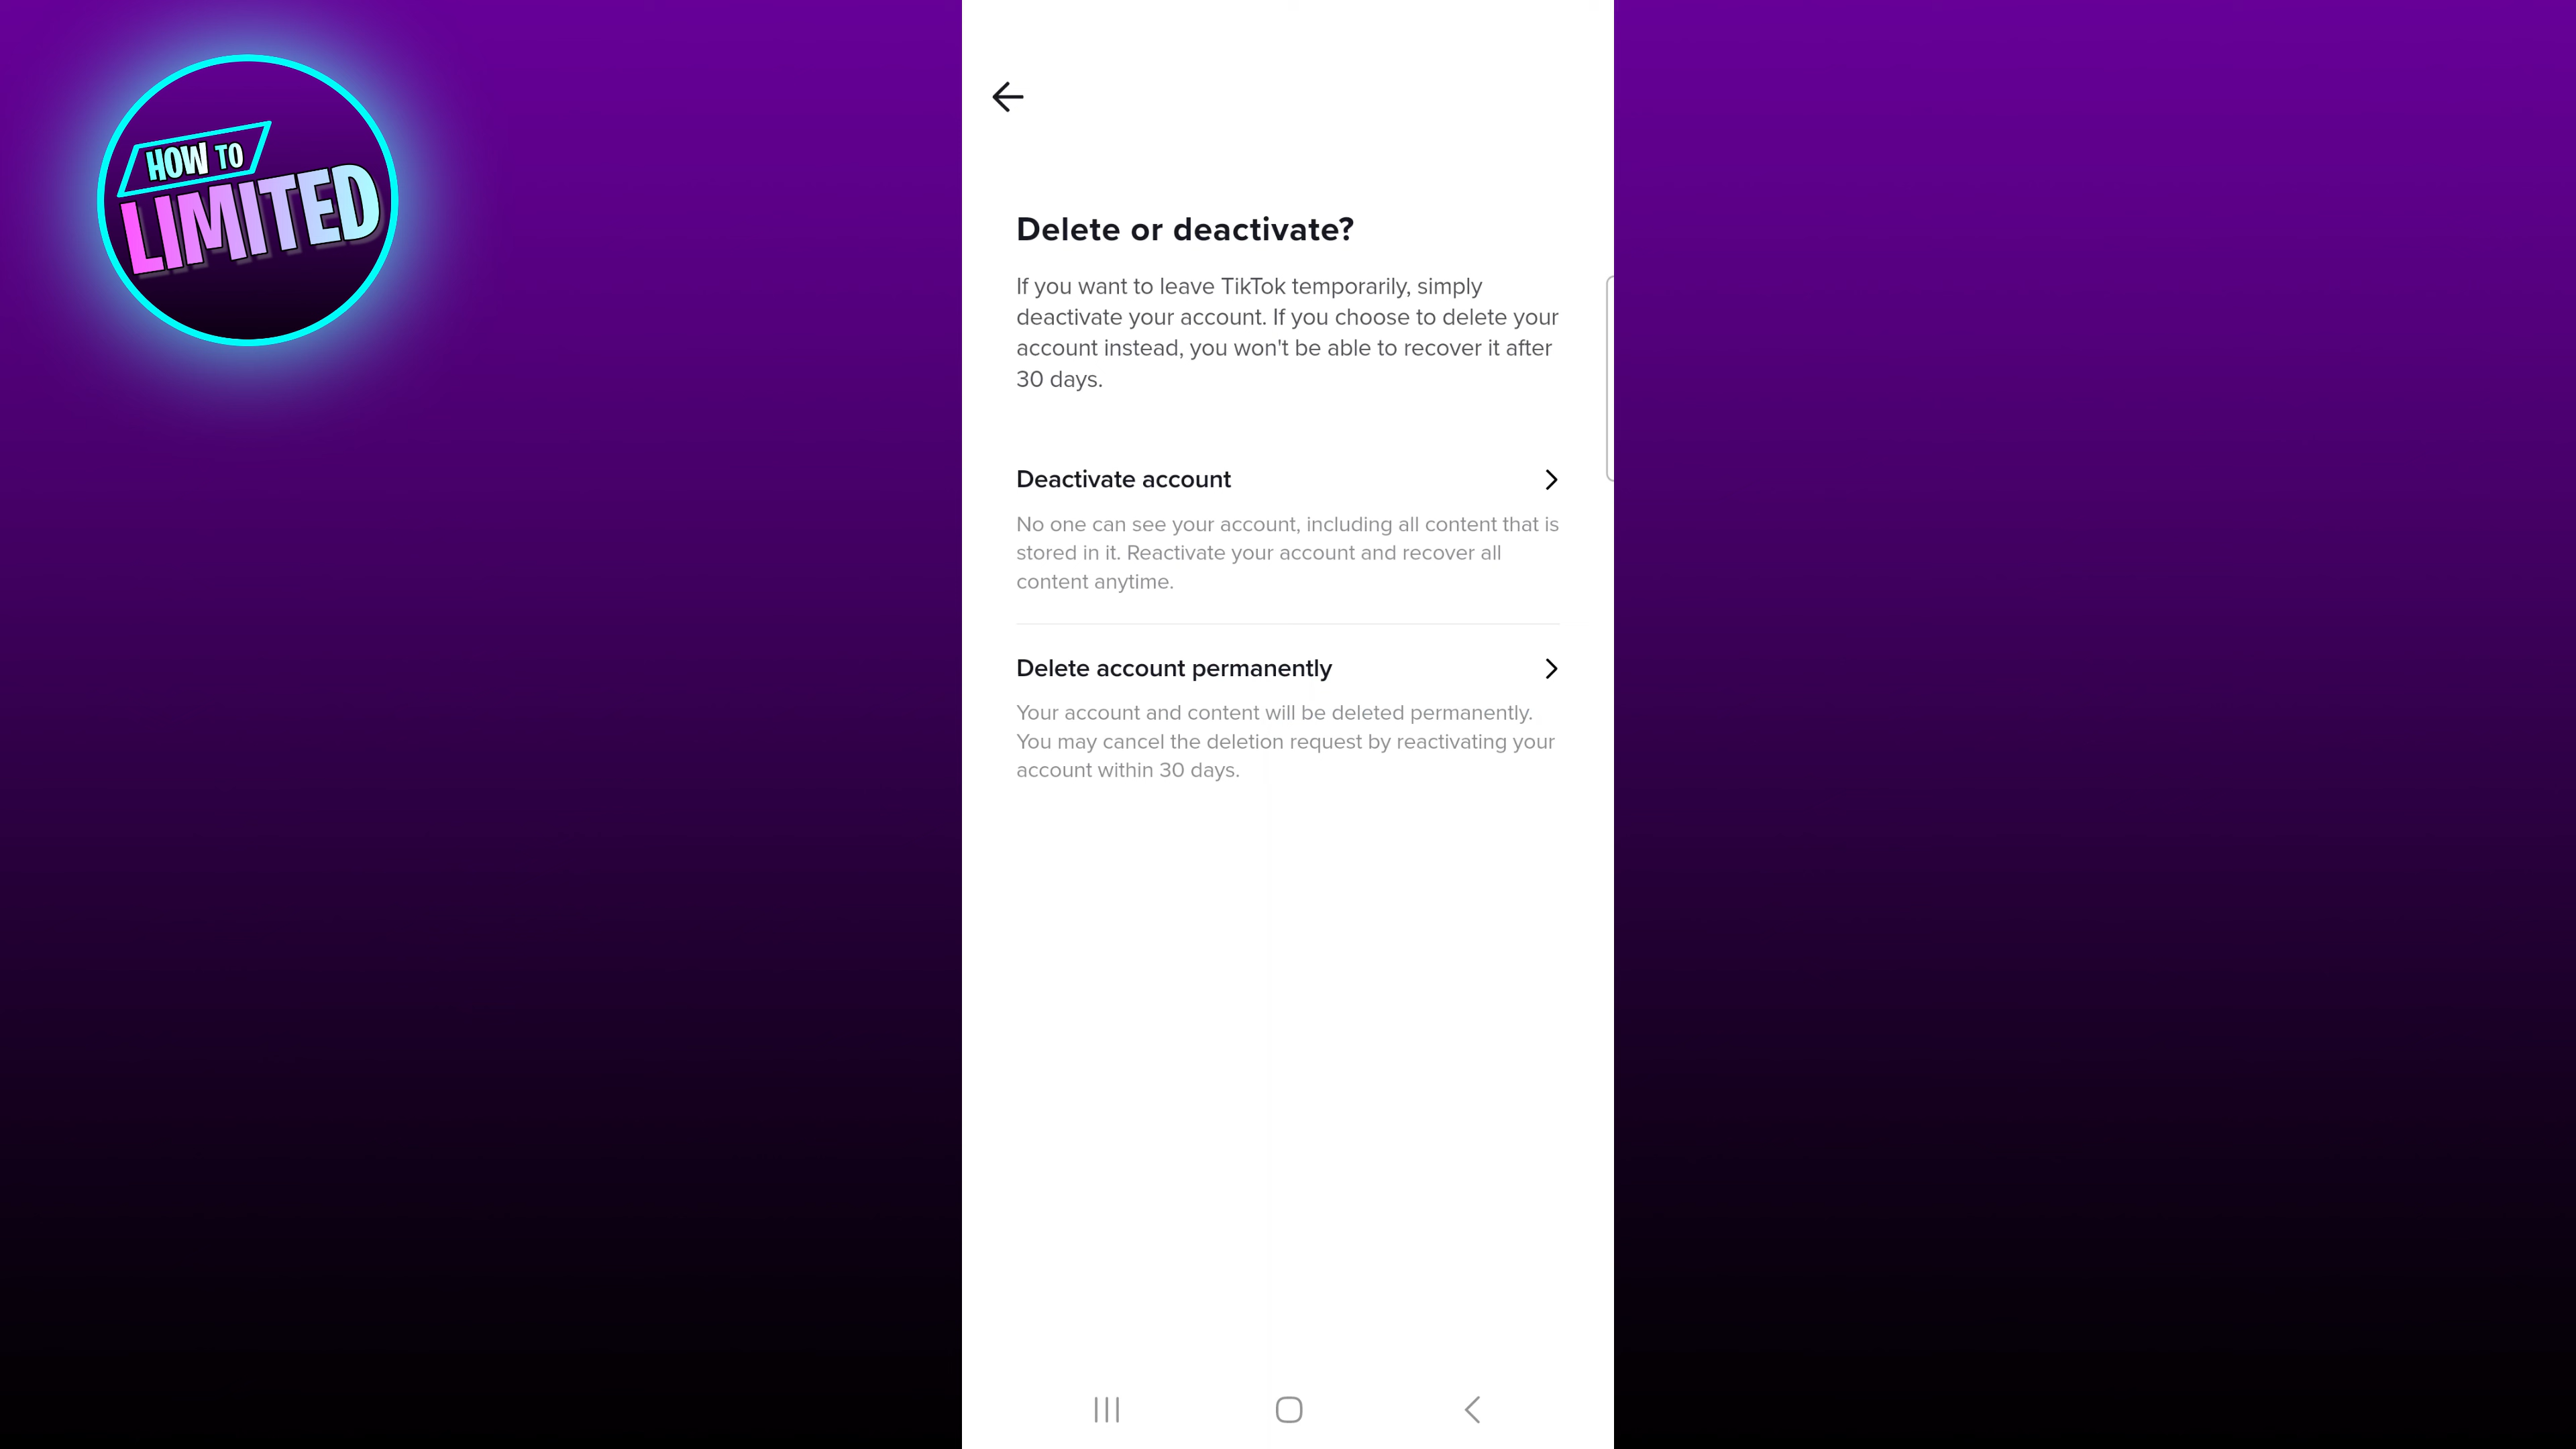 HOW TO
LIMITED
Delete or deactivate?
If you want to leave TikTok temporarily, simply
deactivate your account. If you choose to delete your
account instead, you won't be able to recover it after
30 days.
Deactivate account
No one can see your account, including all content that is
stored in it. Reactivate your account and recover all
content anytime.
Delete account permanently
Your account and content will be deleted permanently.
You may cancel the deletion request by reactivating your
account within 30 days.